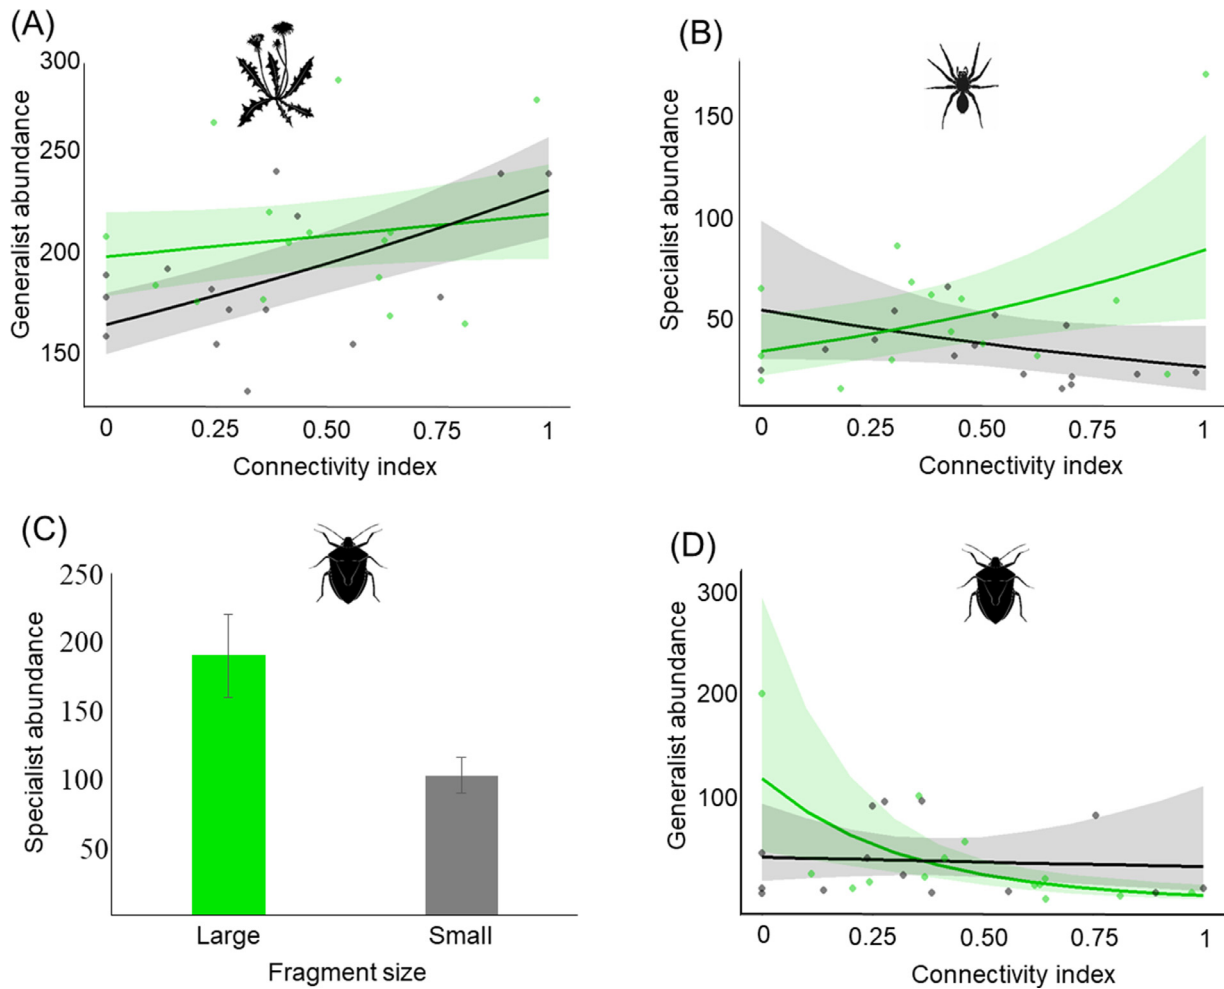 (A)
Generalist abundance
300
250
200
150
0 0.25 0.50 0.75 1
Connectivity index
(B)
Specialist abundance
150
100
50
0 0.25 0.50 0.75 1
Connectivity index
(C)
Specialist abundance
250
200
150
100
50
Large Small
Fragment size
(D)
Generalist abundance
300
200
100
0 0.25 0.50 0.75 1
Connectivity index